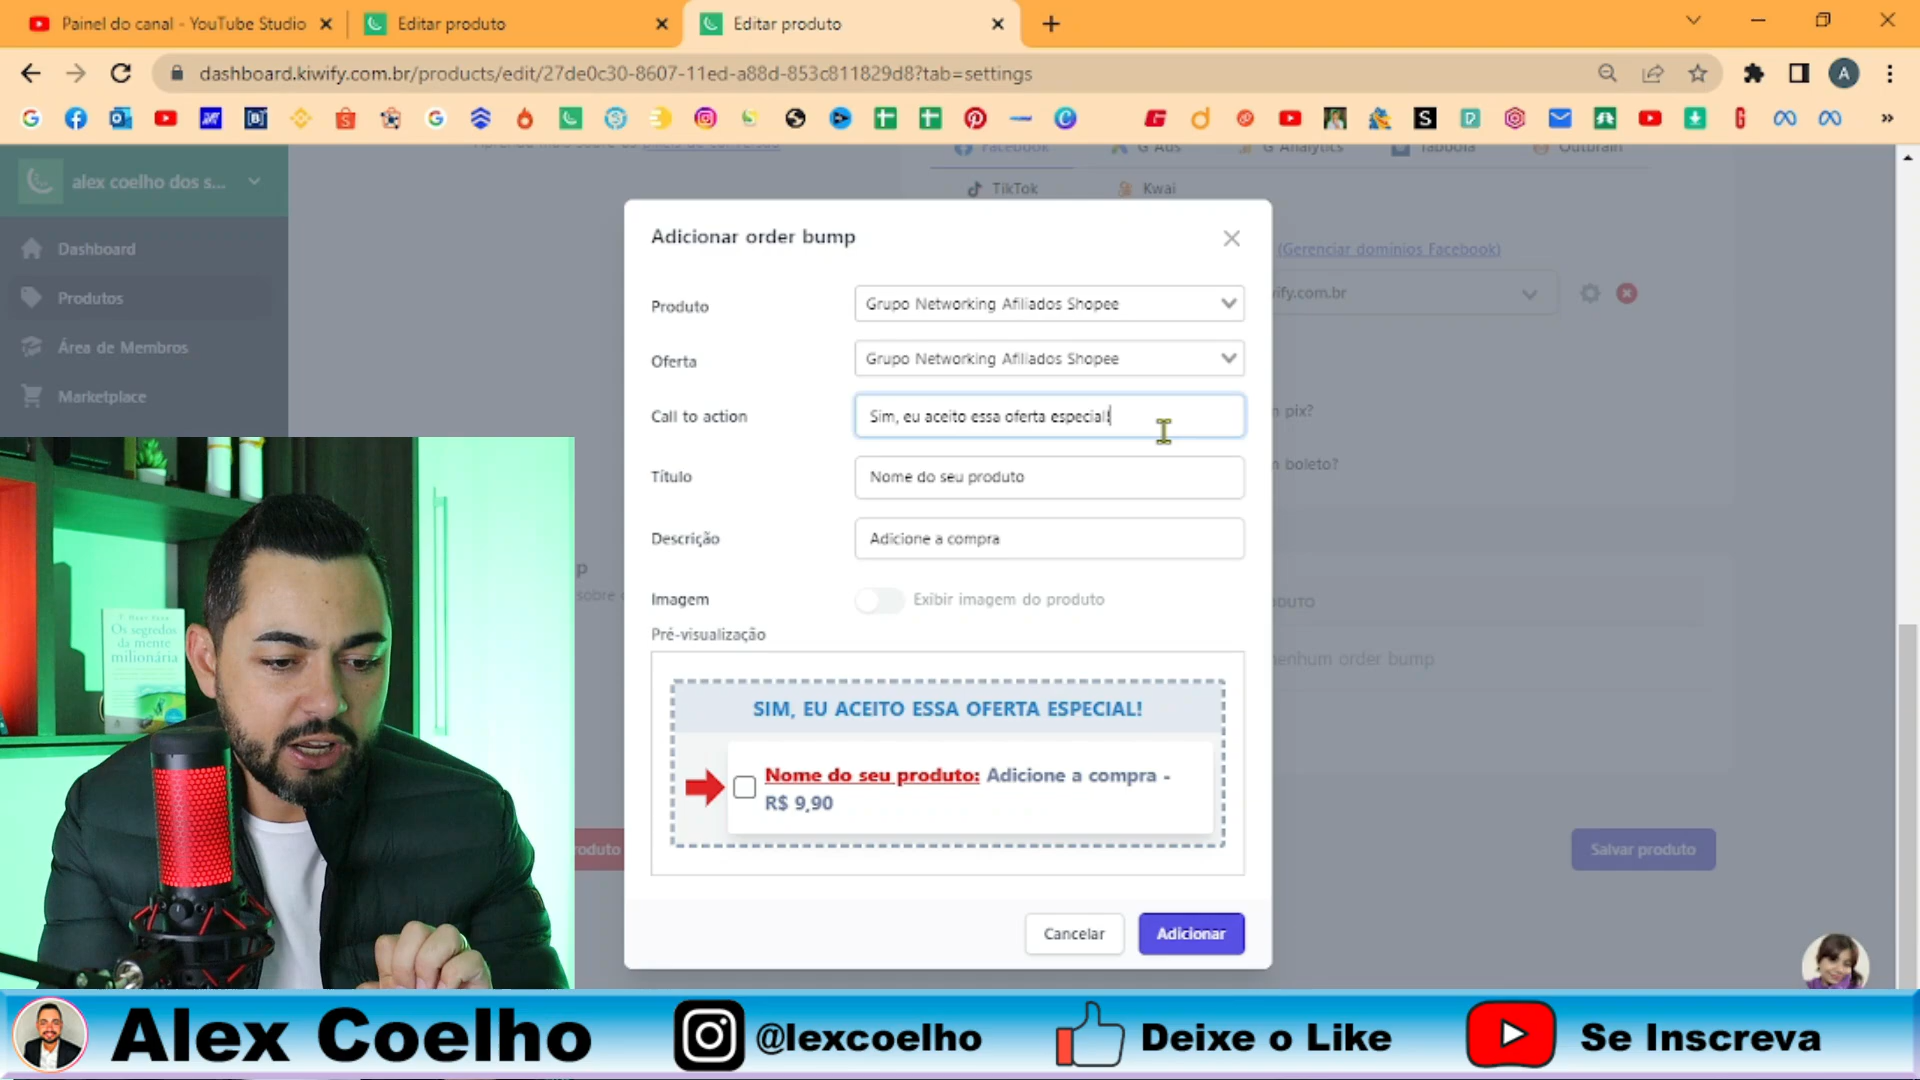 Painel do canal - YouTube Studio
Editar produto
Editar produto
dashboard.kiwify.com.br/products/edit/27de0c30-8607-11ed-a88d-853c811829d8?tab=settings
A
alex coelho dos s...
Facebook
G Analytics
Taboola
Outbrain
TikTok
Kwai
Dashboard
Produtos
Área de Membros
Marketplace
Adicionar order bump
(Gerenciar domínios Facebook)
Produto
Grupo Networking Afiliados Shopee
Oferta
Grupo Networking Afiliados Shopee
Call to action
Sim, eu aceito essa oferta especial!
pix?
Título
Nome do seu produto
boleto?
Descrição
Adicione a compra
Imagem
Exibir imagem do produto
Pré-visualização
nenhum order bump
SIM, EU ACEITO ESSA OFERTA ESPECIAL!
Nome do seu produto: Adicione a compra -
R$ 9,90
Salvar produto
Cancelar
Adicionar
Os segredos
da mente
milionária
Alex Coelho
@lexcoelho
Deixe o Like
Se Inscreva